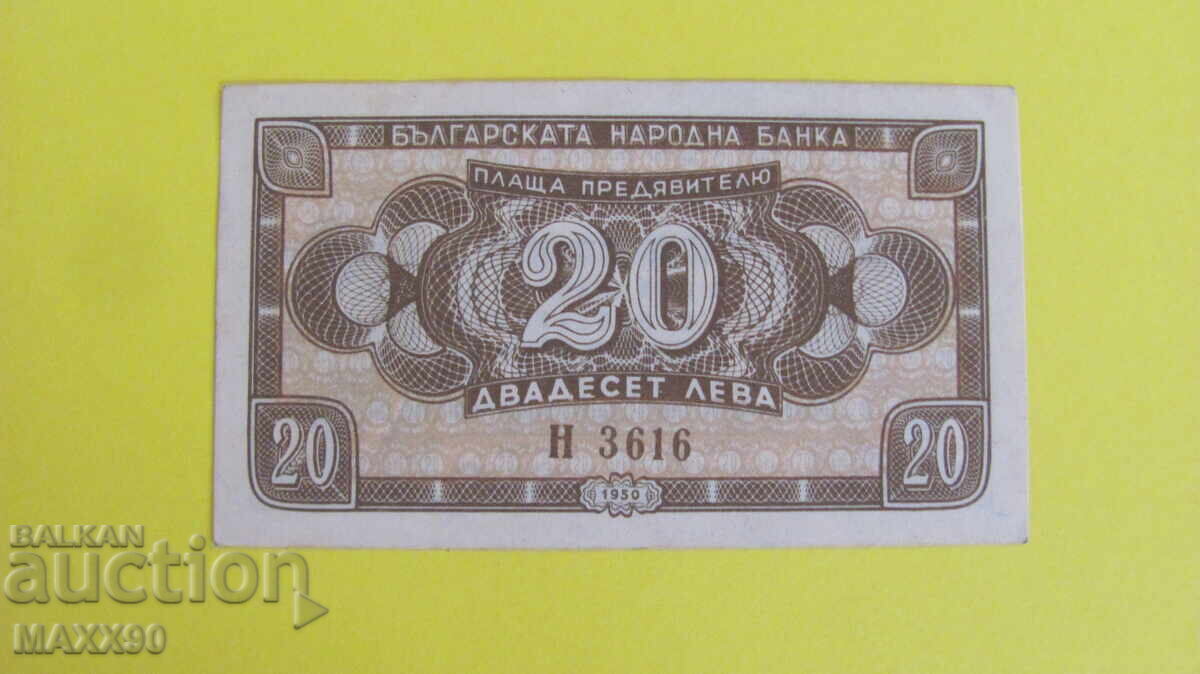 БЪЛГАРСКАТА НАРОДНА БАНКА
ПЛАЩА ПРЕДЯВИТЕЛЮ
20
ДВАДЕСЕТ ЛЕВА
Н 3616
20
20
1950
BALKAN
auction
MAXX90